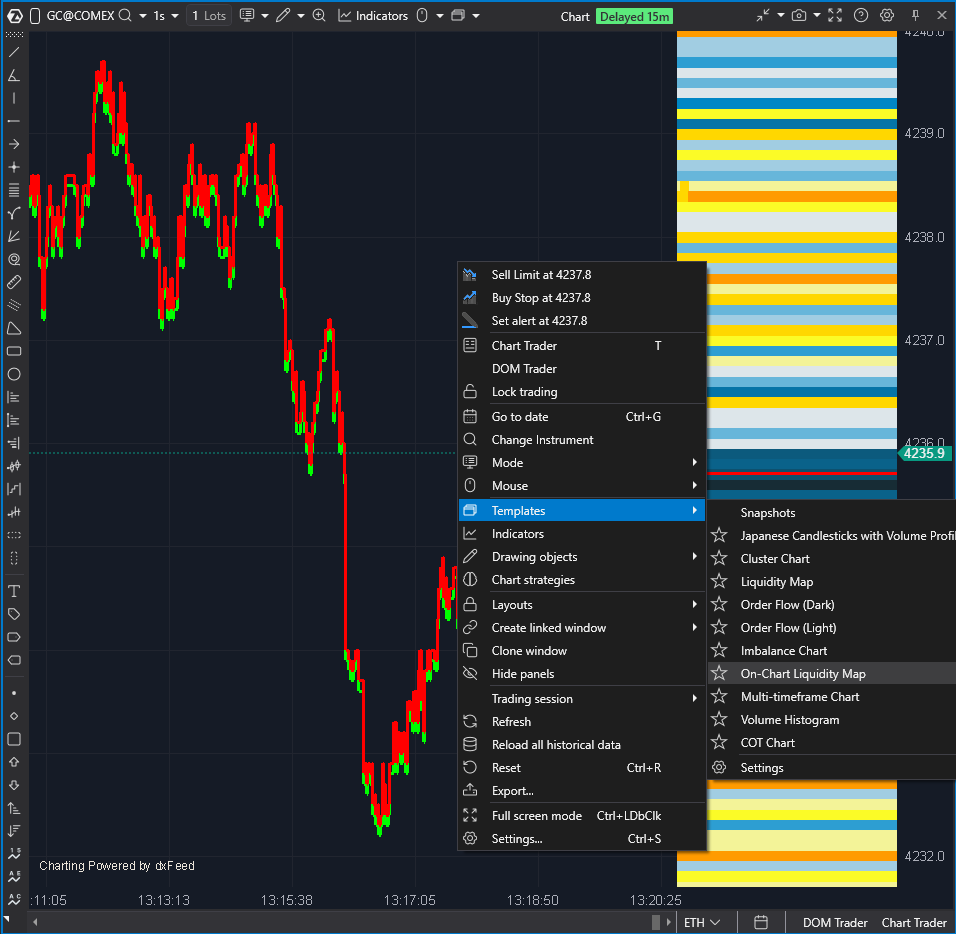 GC@COMEX 1s 1 Lots Indicators Chart Delayed 15m
4240.0
4239.0
4238.0
4237.0
4236.0
4235.9
4232.0
Sell Limit at 4237.8
Buy Stop at 4237.8
Set alert at 4237.8
Chart Trader T
DOM Trader
Lock trading
Go to date Ctrl+G
Change Instrument
Mode
Mouse
Templates
Indicators
Drawing objects
Chart strategies
Layouts
Create linked window
Clone window
Hide panels
Trading session
Refresh
Reload all historical data
Reset Ctrl+R
Export...
Full screen mode Ctrl+LDbClk
Settings... Ctrl+S
Snapshots
Japanese Candlesticks with Volume Profi
Cluster Chart
Liquidity Map
Order Flow (Dark)
Order Flow (Light)
Imbalance Chart
On-Chart Liquidity Map
Multi-timeframe Chart
Volume Histogram
COT Chart
Settings
Charting Powered by dxFeed
:11:05 13:13:13 13:15:38 13:17:05 13:18:50 13:20:25
ETH DOM Trader Chart Trader